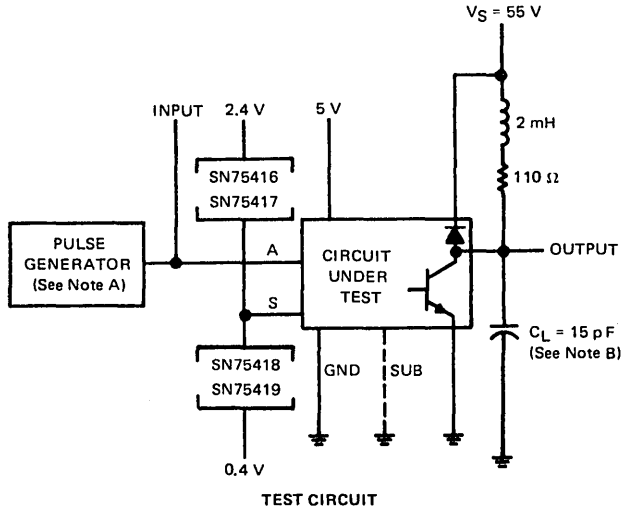 V_S = 55 V
INPUT
2.4 V
5 V
2 mH
SN75416
SN75417
110 Ω
PULSE
GENERATOR
(See Note A)
A
CIRCUIT
UNDER
TEST
OUTPUT
S
C_L = 15 pF
(See Note B)
SN75418
SN75419
GND
SUB
0.4 V
TEST CIRCUIT